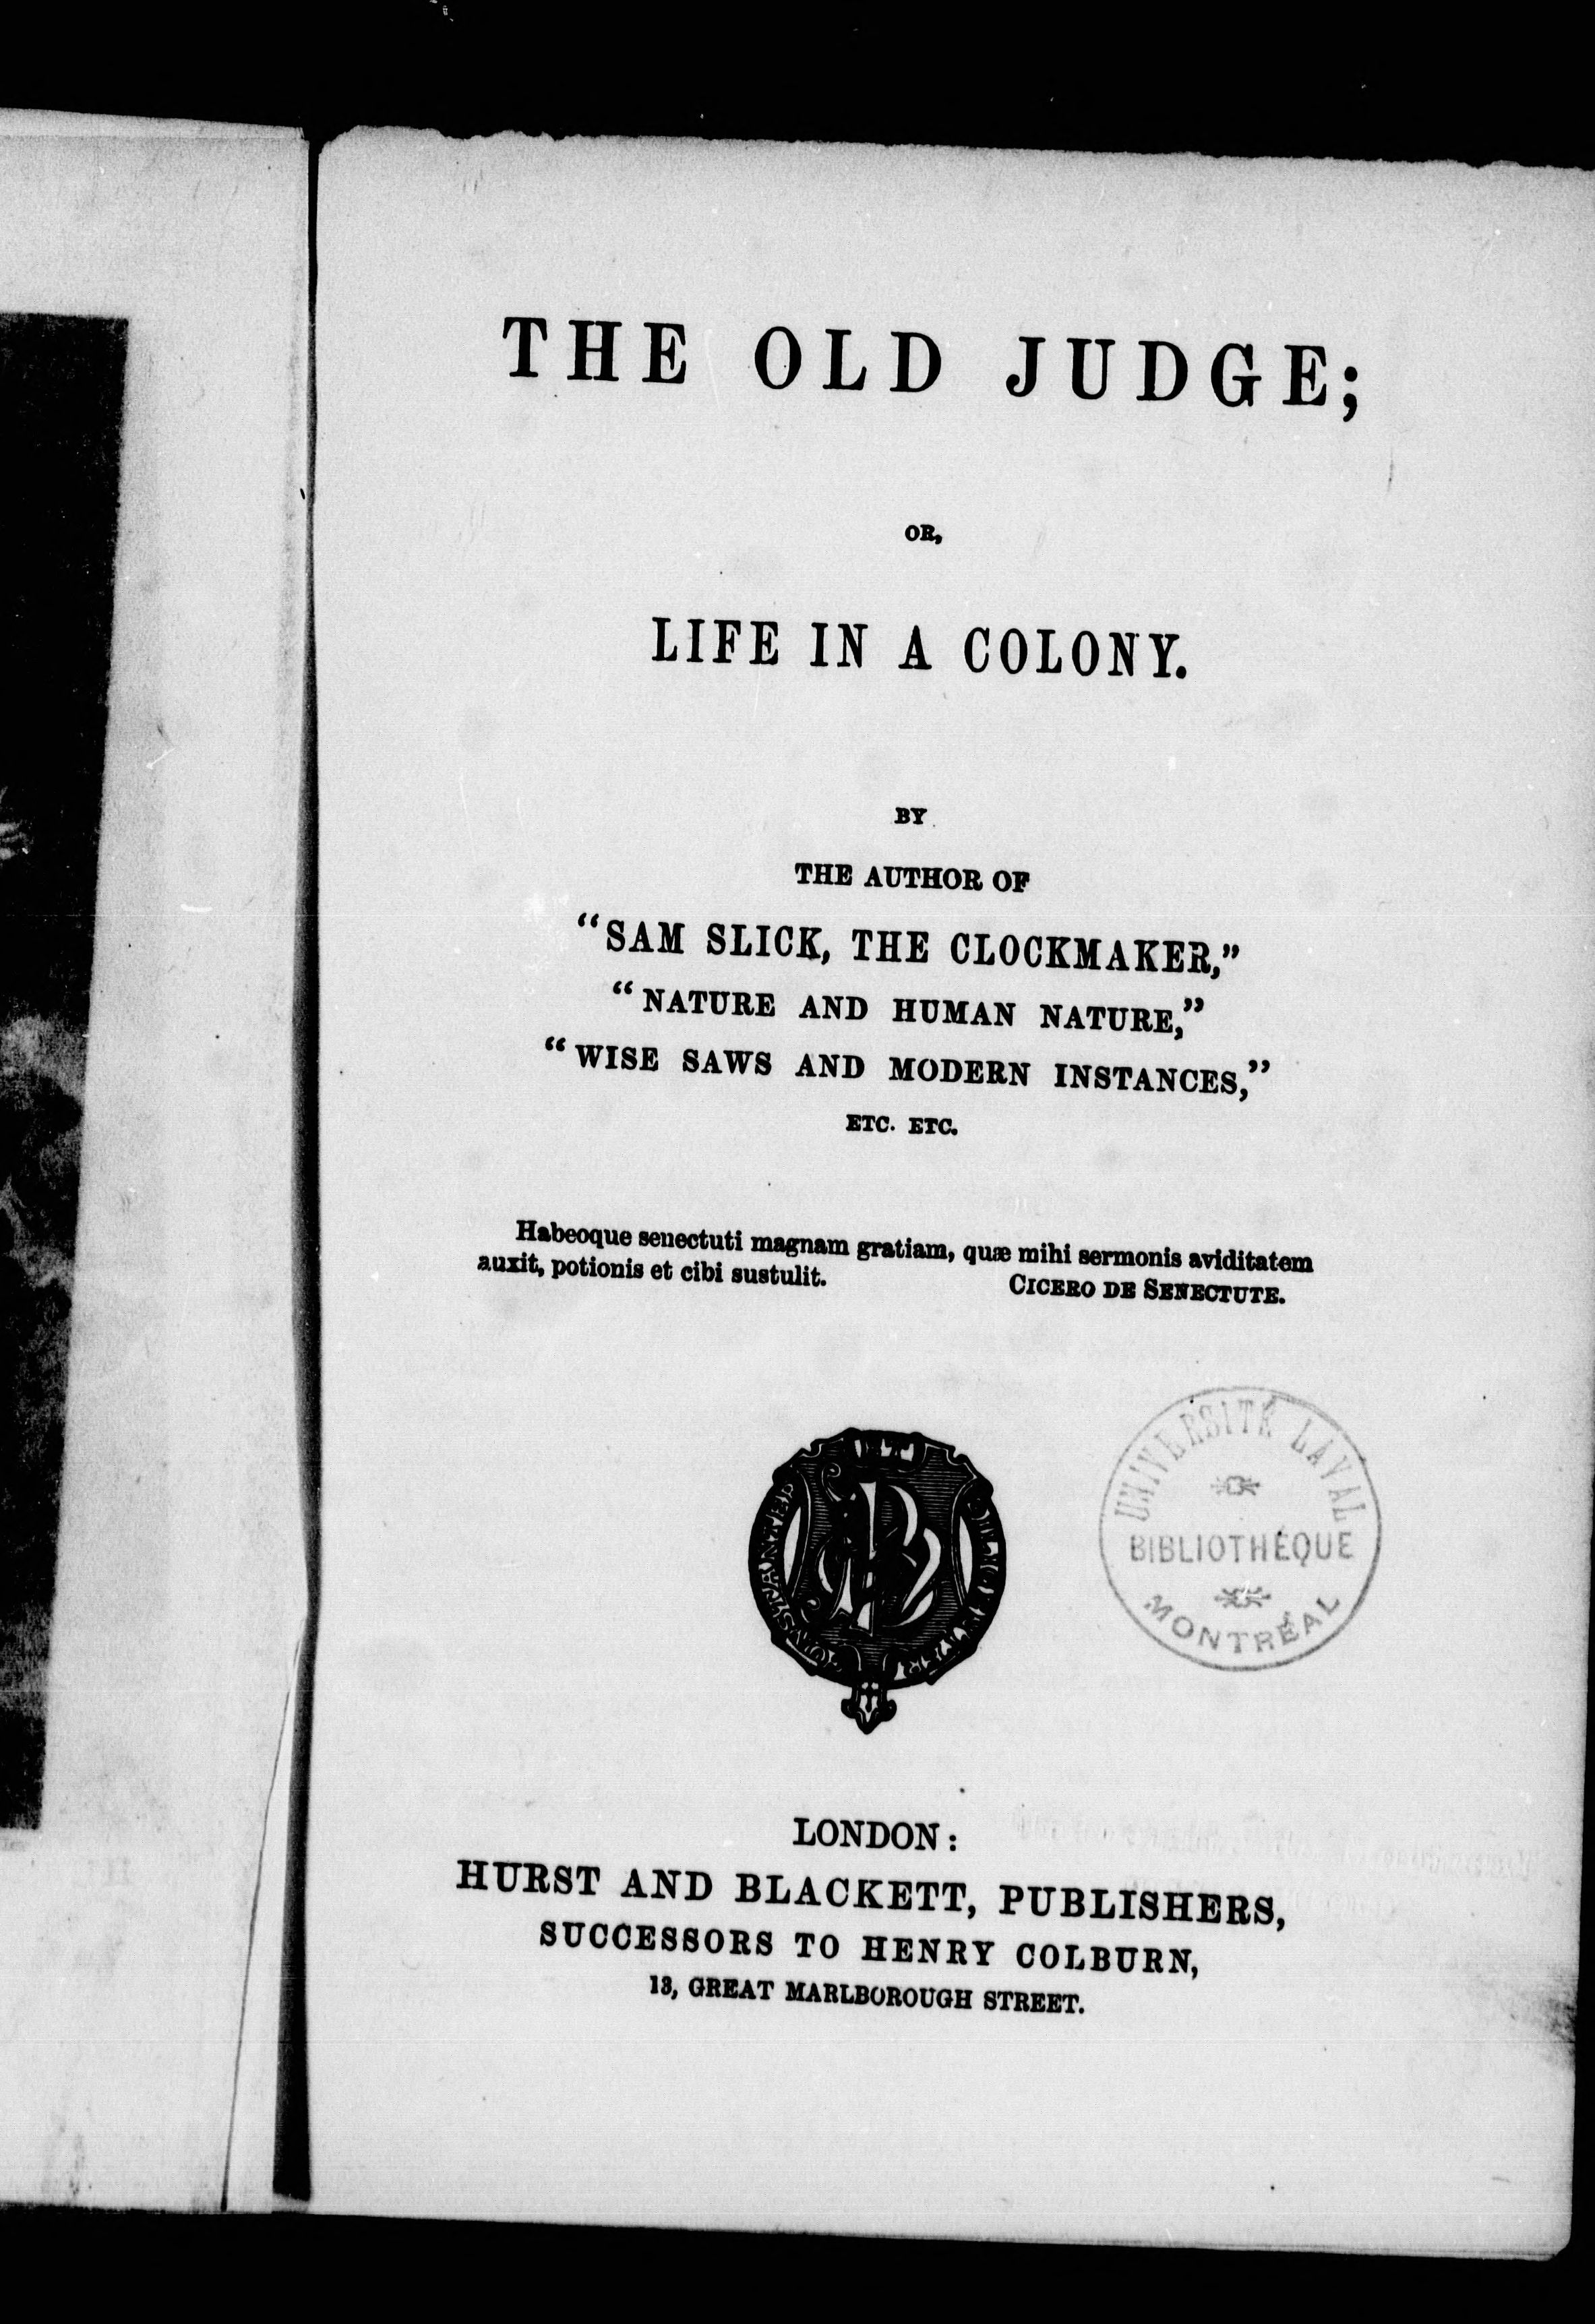 THE OLD JUDGE;
OR,
LIFE IN A COLONY.
BY
THE AUTHOR OF
"SAM SLICK, THE CLOCKMAKER,"
"NATURE AND HUMAN NATURE,"
"WISE SAWS AND MODERN INSTANCES,"
ETC. ETC.
Habeoque senectuti magnam gratiam, quæ mihi sermonis aviditatem
auxit, potionis et cibi sustulit.
CICERO DE SENECTUTE.
UNIVERSITÉ LAVAL
BIBLIOTHÉQUE
MONTRÉAL
ET
LONDON:
HURST AND BLACKETT, PUBLISHERS,
SUCCESSORS TO HENRY COLBURN,
13, GREAT MARLBOROUGH STREET.